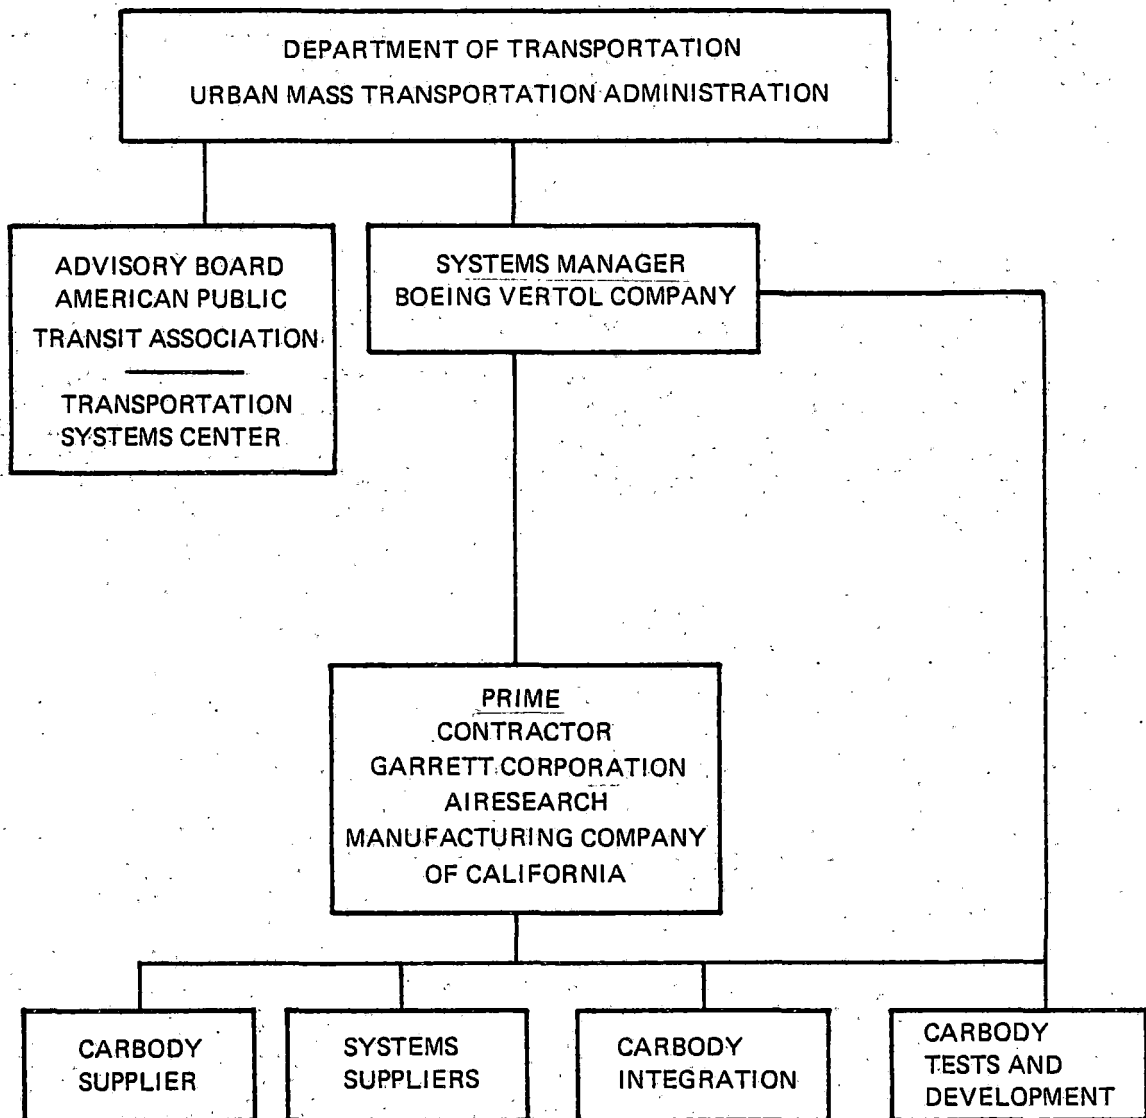 DEPARTMENT OF TRANSPORTATION
URBAN MASS TRANSPORTATION ADMINISTRATION
ADVISORY BOARD
AMERICAN PUBLIC
TRANSIT ASSOCIATION
TRANSPORTATION
SYSTEMS CENTER
SYSTEMS MANAGER
BOEING VERTOL COMPANY
PRIME
CONTRACTOR
GARRETT CORPORATION
AIRESEARCH
MANUFACTURING COMPANY
OF CALIFORNIA
CARBODY
SUPPLIER
SYSTEMS
SUPPLIERS
CARBODY
INTEGRATION
CARBODY
TESTS AND
DEVELOPMENT